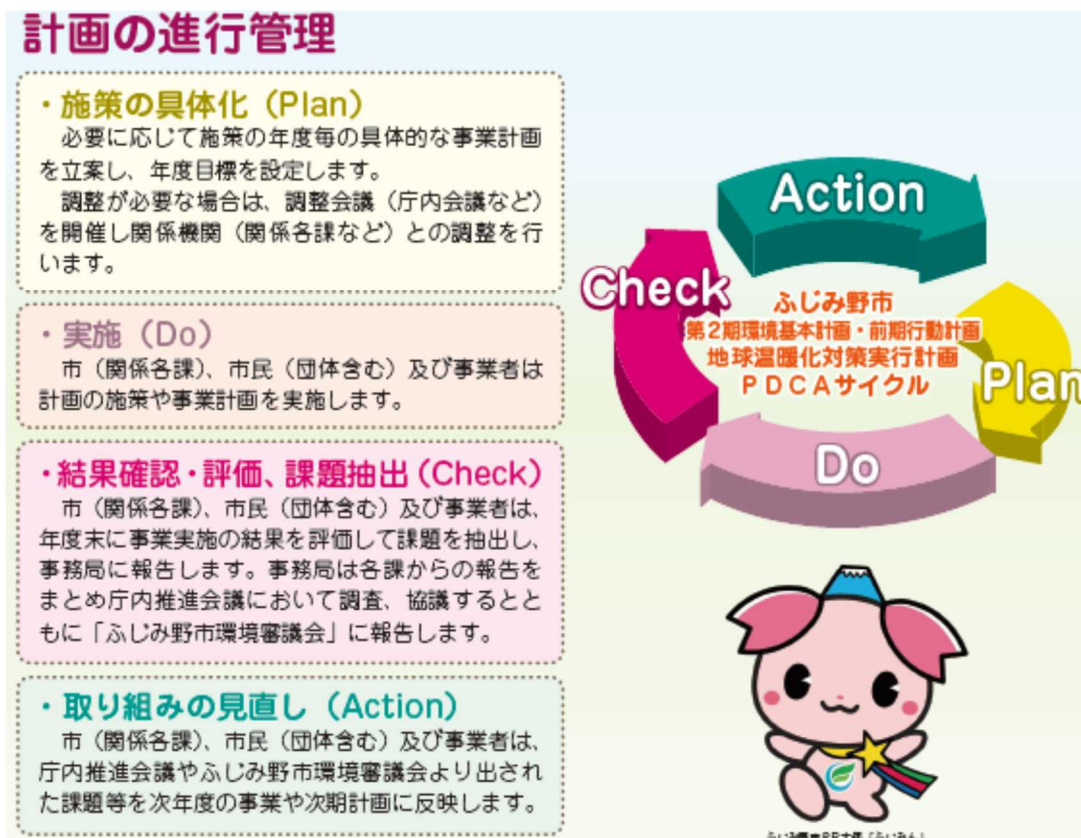 計画の進行管理
・施策の具体化（Plan）
必要に応じて施策の年度毎の具体的な事業計画
を立案し、年度目標を設定します。
調整が必要な場合は、調整会議（庁内会議など）
を開催し関係機関（関係各課など）との調整を行
います。
・実施（Do）
市（関係各課）、市民（団体含む）及び事業者は
計画の施策や事業計画を実施します。
・結果確認・評価、課題抽出（Check）
市（関係各課）、市民（団体含む）及び事業者は、
年度末に事業実施の結果を評価して課題を抽出し、
事務局に報告します。事務局は各課からの報告を
まとめ庁内推進会議において調査、協議するとと
もに「ふじみ野市環境審議会」に報告します。
・取り組みの見直し（Action）
市（関係各課）、市民（団体含む）及び事業者は、
庁内推進会議やふじみ野市環境審議会より出され
た課題等を次年度の事業や次期計画に反映します。
Action
Check
ふじみ野市
第2期環境基本計画・前期行動計画
地球温暖化対策実行計画
PDCAサイクル
Plan
Do